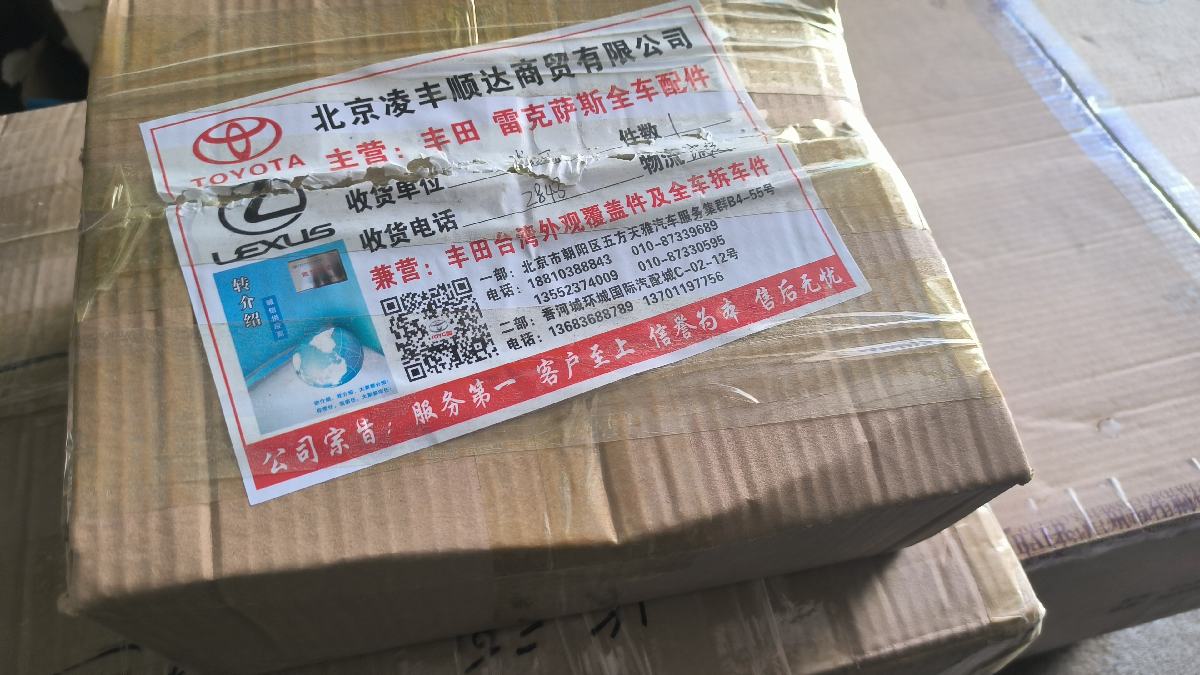 北京凌丰顺达商贸有限公司
TOYOTA
主营：丰田 雷克萨斯全车配件
件数
收货单位
物流
LEXUS
收货电话 2843
兼营：丰田台湾外观覆盖件及全车拆车件
转介绍
一部：北京市朝阳区五方天雅汽车服务集群B4-55号
电话：18810388843 010-87339689
13552374009 010-87330595
二部：香河城环城国际汽配城C-02-12号
电话：13683688789 13701197756
公司宗旨：服务第一 客户至上 信誉为本 售后无忧